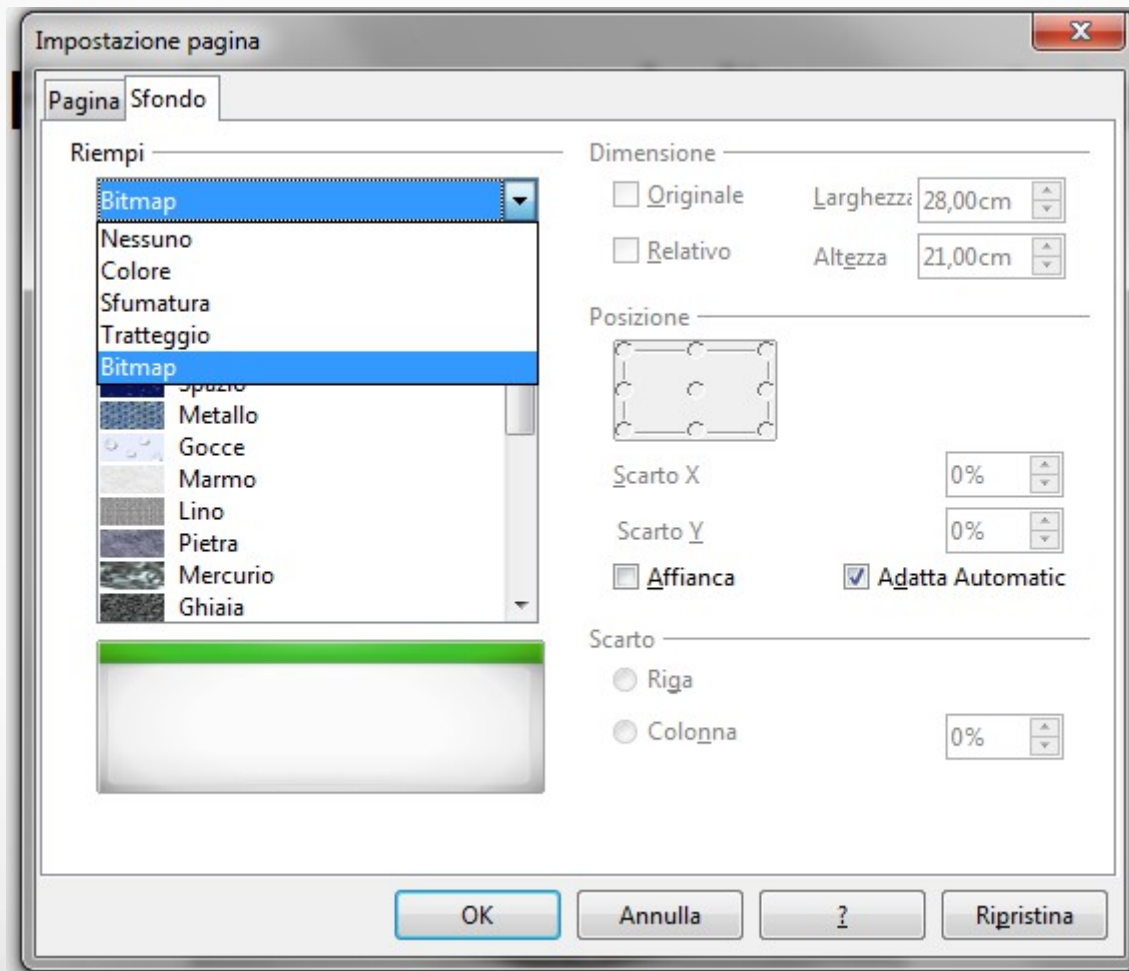 Impostazione pagina
Pagina Sfondo
Riempi
Bitmap
Nessuno
Colore
Sfumatura
Tratteggio
Bitmap
Spazio
Metallo
Gocce
Marmo
Lino
Pietra
Mercurio
Ghiaia
Dimensione
Originale Larghezza 28,00cm
Relativo Altezza 21,00cm
Posizione
Scarto X 0%
Scarto Y 0%
Affianca Adatta Automatic
Scarto
Riga
Colonna 0%
OK Annulla ? Ripristina